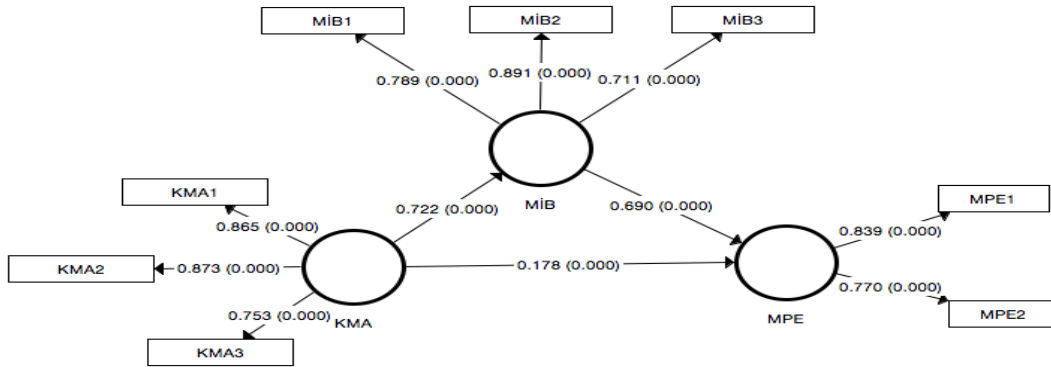 MİB1
MİB2
MİB3
0.789 (0.000)
0.891 (0.000)
0.711 (0.000)
KMA1
MİB
0.865 (0.000)
0.722 (0.000)
0.690 (0.000)
MPE1
0.839 (0.000)
KMA2
0.873 (0.000)
0.178 (0.000)
0.770 (0.000)
0.753 (0.000)
KMA
MPE
MPE2
KMA3